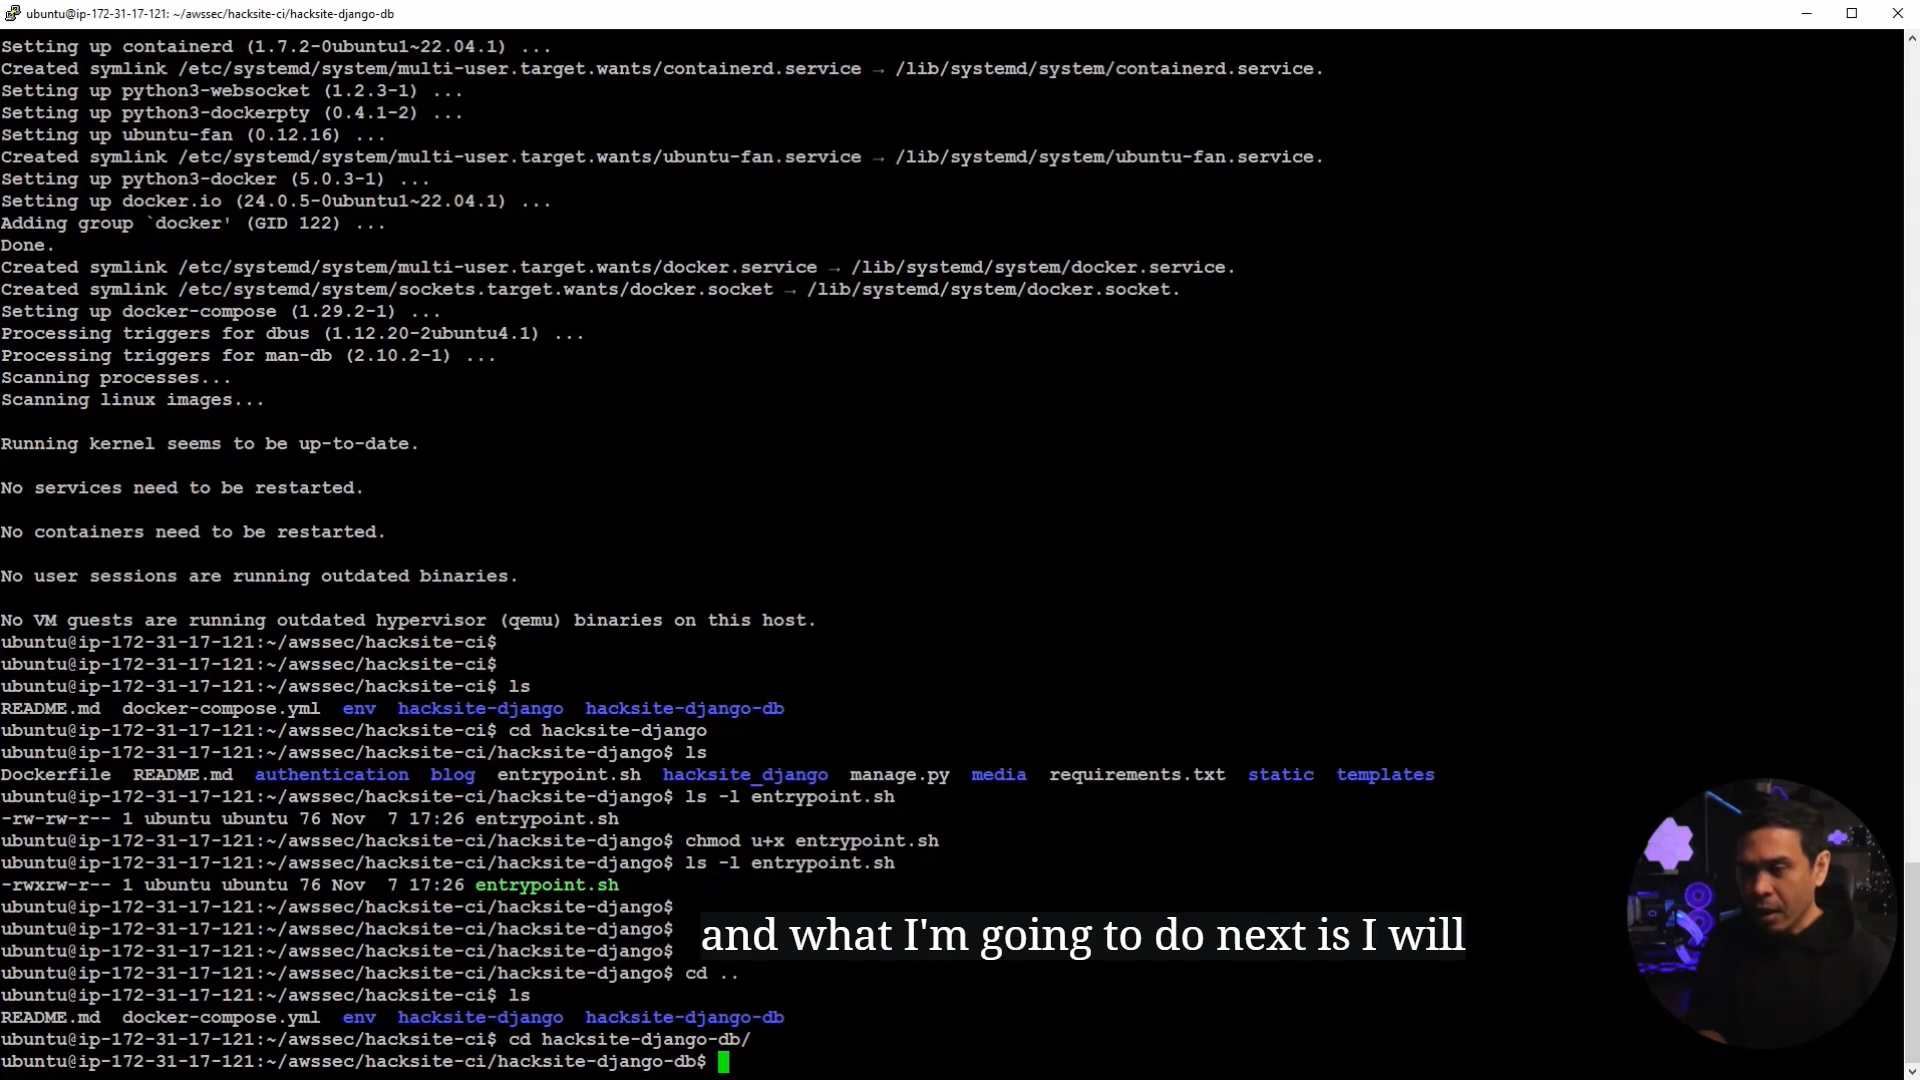 ubuntu@ip-172-31-17-121: ~/awssec/hacksite-ci/hacksite-django-db
Setting up containerd (1.7.2-0ubuntu1~22.04.1) ...
Created symlink /etc/systemd/system/multi-user.target.wants/containerd.service → /lib/systemd/system/containerd.service.
Setting up python3-websocket (1.2.3-1) ...
Setting up python3-dockerpty (0.4.1-2) ...
Setting up ubuntu-fan (0.12.16) ...
Created symlink /etc/systemd/system/multi-user.target.wants/ubuntu-fan.service → /lib/systemd/system/ubuntu-fan.service.
Setting up python3-docker (5.0.3-1) ...
Setting up docker.io (24.0.5-0ubuntu1~22.04.1) ...
Adding group `docker' (GID 122) ...
Done.
Created symlink /etc/systemd/system/multi-user.target.wants/docker.service → /lib/systemd/system/docker.service.
Created symlink /etc/systemd/system/sockets.target.wants/docker.socket → /lib/systemd/system/docker.socket.
Setting up docker-compose (1.29.2-1) ...
Processing triggers for dbus (1.12.20-2ubuntu4.1) ...
Processing triggers for man-db (2.10.2-1) ...
Scanning processes...
Scanning linux images...
Running kernel seems to be up-to-date.
No services need to be restarted.
No containers need to be restarted.
No user sessions are running outdated binaries.
No VM guests are running outdated hypervisor (qemu) binaries on this host.
ubuntu@ip-172-31-17-121:~/awssec/hacksite-ci$
ubuntu@ip-172-31-17-121:~/awssec/hacksite-ci$
ubuntu@ip-172-31-17-121:~/awssec/hacksite-ci$ ls
README.md docker-compose.yml env hacksite-django hacksite-django-db
ubuntu@ip-172-31-17-121:~/awssec/hacksite-ci$ cd hacksite-django
ubuntu@ip-172-31-17-121:~/awssec/hacksite-ci/hacksite-django$ ls
Dockerfile README.md authentication blog entrypoint.sh hacksite_django manage.py media requirements.txt static templates
ubuntu@ip-172-31-17-121:~/awssec/hacksite-ci/hacksite-django$ ls -l entrypoint.sh
-rw-rw-r-- 1 ubuntu ubuntu 76 Nov 7 17:26 entrypoint.sh
ubuntu@ip-172-31-17-121:~/awssec/hacksite-ci/hacksite-django$ chmod u+x entrypoint.sh
ubuntu@ip-172-31-17-121:~/awssec/hacksite-ci/hacksite-django$ ls -l entrypoint.sh
-rwxrw-r-- 1 ubuntu ubuntu 76 Nov 7 17:26 entrypoint.sh
ubuntu@ip-172-31-17-121:~/awssec/hacksite-ci/hacksite-django$
ubuntu@ip-172-31-17-121:~/awssec/hacksite-ci/hacksite-django$
and what I'm going to do next is I will
ubuntu@ip-172-31-17-121:~/awssec/hacksite-ci/hacksite-django$
ubuntu@ip-172-31-17-121:~/awssec/hacksite-ci/hacksite-django$ cd ..
ubuntu@ip-172-31-17-121:~/awssec/hacksite-ci$ ls
README.md docker-compose.yml env hacksite-django hacksite-django-db
ubuntu@ip-172-31-17-121:~/awssec/hacksite-ci$ cd hacksite-django-db/
ubuntu@ip-172-31-17-121:~/awssec/hacksite-ci/hacksite-django-db$